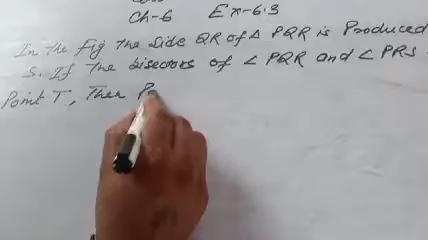 Ch-6 Ex-6.3
In the fig the side QR of Δ PQR is Produced
S. If the bisectors of ∠ PQR and ∠ PRS
Point T, Then P